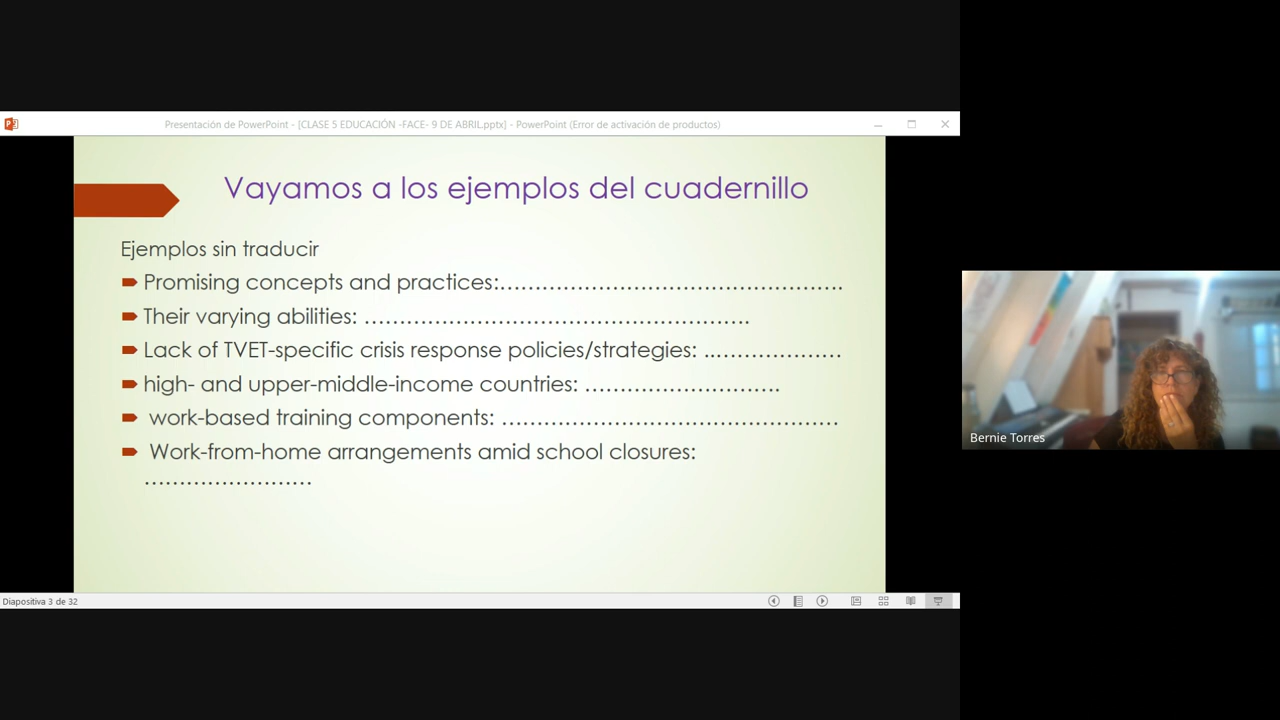 Presentación de PowerPoint - [CLASE 5 EDUCACIÓN -FACE- 9 DE ABRIL.pptx] - PowerPoint (Error de activación de productos)
Vayamos a los ejemplos del cuadernillo
Ejemplos sin traducir
Promising concepts and practices:……………………………………………
Their varying abilities: …………………………………………………
Lack of TVET-specific crisis response policies/strategies: ...………………
high- and upper-middle-income countries: ……………………….
work-based training components: ……………………………………………
Work-from-home arrangements amid school closures:
……………………
Bernie Torres
Diapositiva 3 de 32